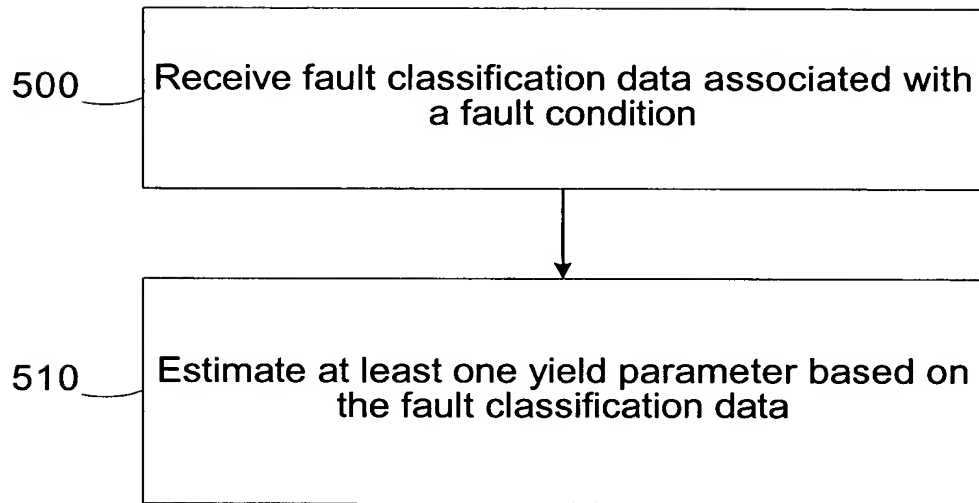 500
Receive fault classification data associated with
a fault condition
510
Estimate at least one yield parameter based on
the fault classification data